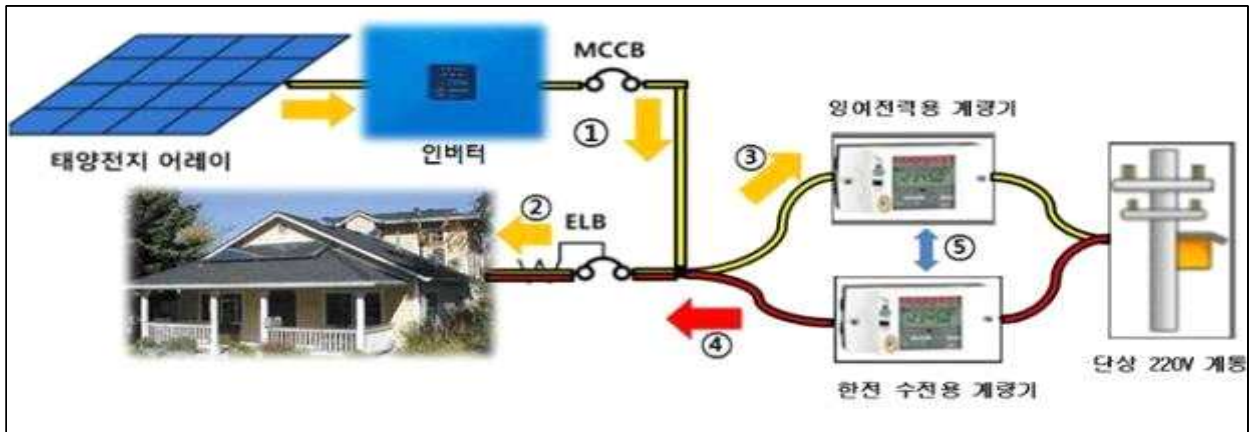 MCCB
잉여전력용 계량기
태양전지 어레이
인버터
①
③
②
ELB
⑤
④
단상 220V 계통
한전 수전용 계량기